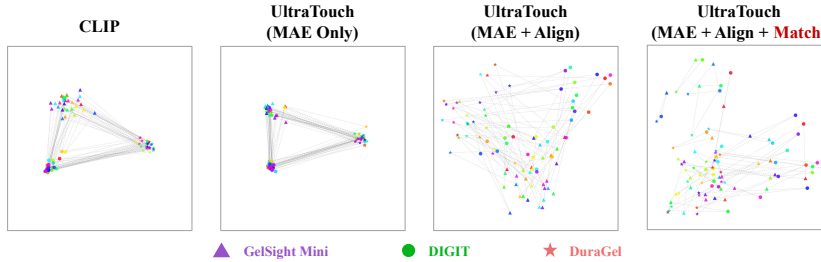 CLIP
UltraTouch
(MAE Only)
UltraTouch
(MAE + Align)
UltraTouch
(MAE + Align + Match
GelSight Mini
DIGIT
DuraGel